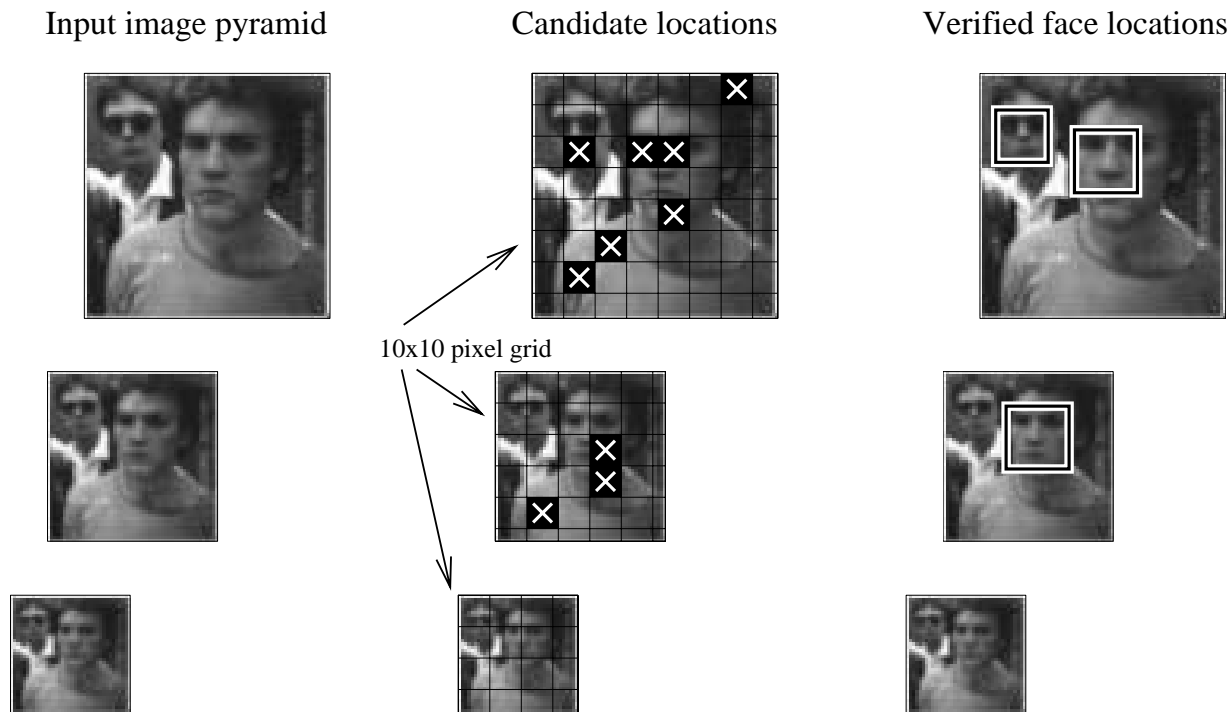 Input image pyramid
Candidate locations
Verified face locations
10x10 pixel grid